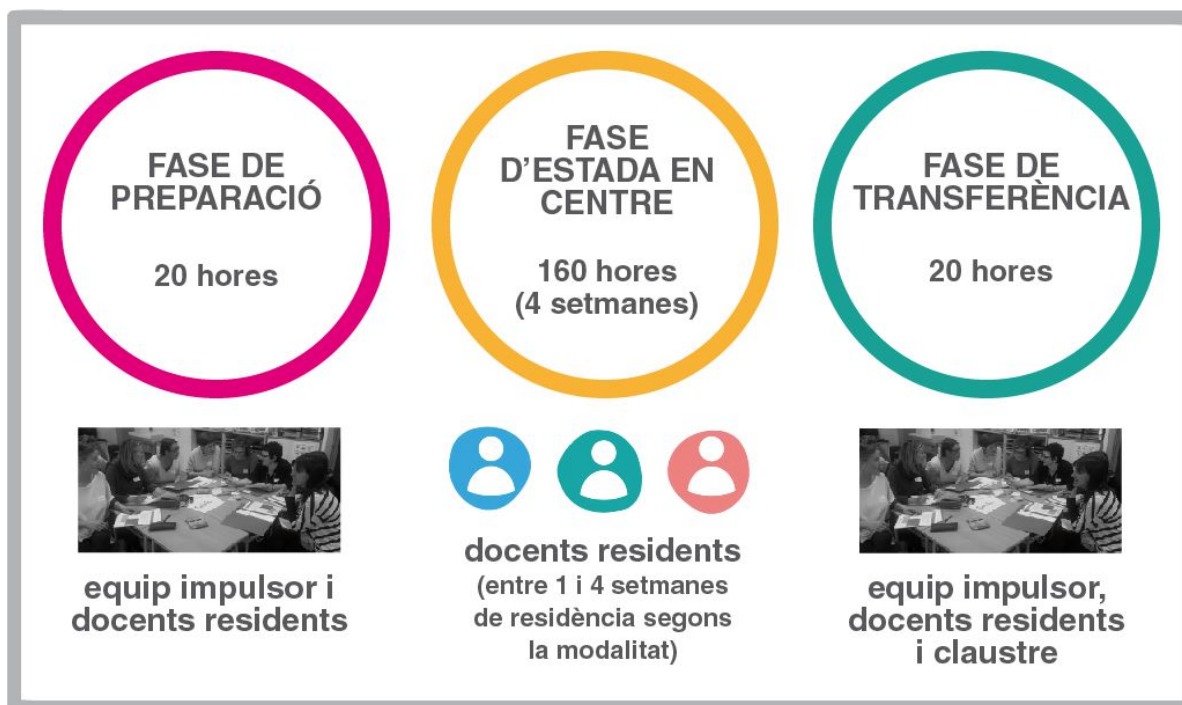 FASE DE
PREPARACIÓ
20 hores
equip impulsor i
docents residents
FASE
D’ESTADA EN
CENTRE
160 hores
(4 setmanes)
docents residents
(entre 1 i 4 setmanes
de residència segons
la modalitat)
FASE DE
TRANSFERÈNCIA
20 hores
equip impulsor,
docents residents
i claustre